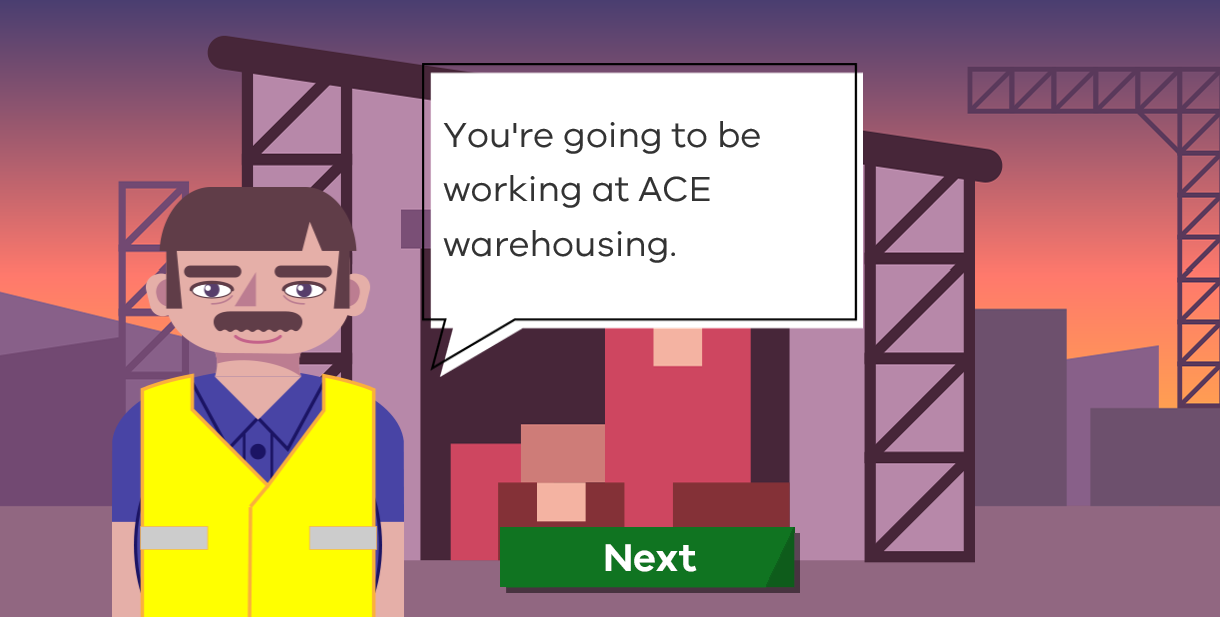 You're going to be
working at ACE
warehousing.
Next